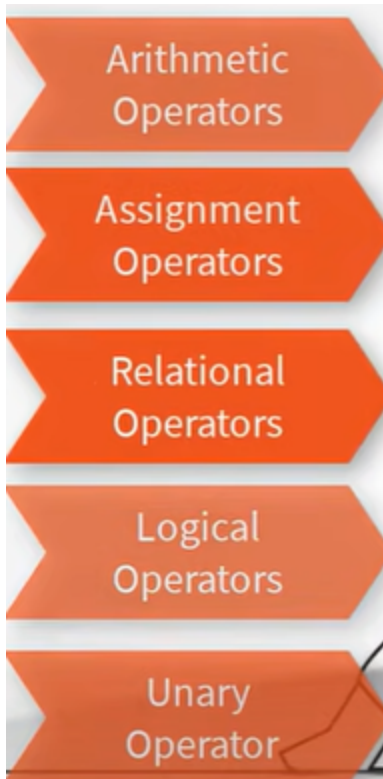 Arithmetic
Operators
Assignment
Operators
Relational
Operators
Logical
Operators
Unary
Operator